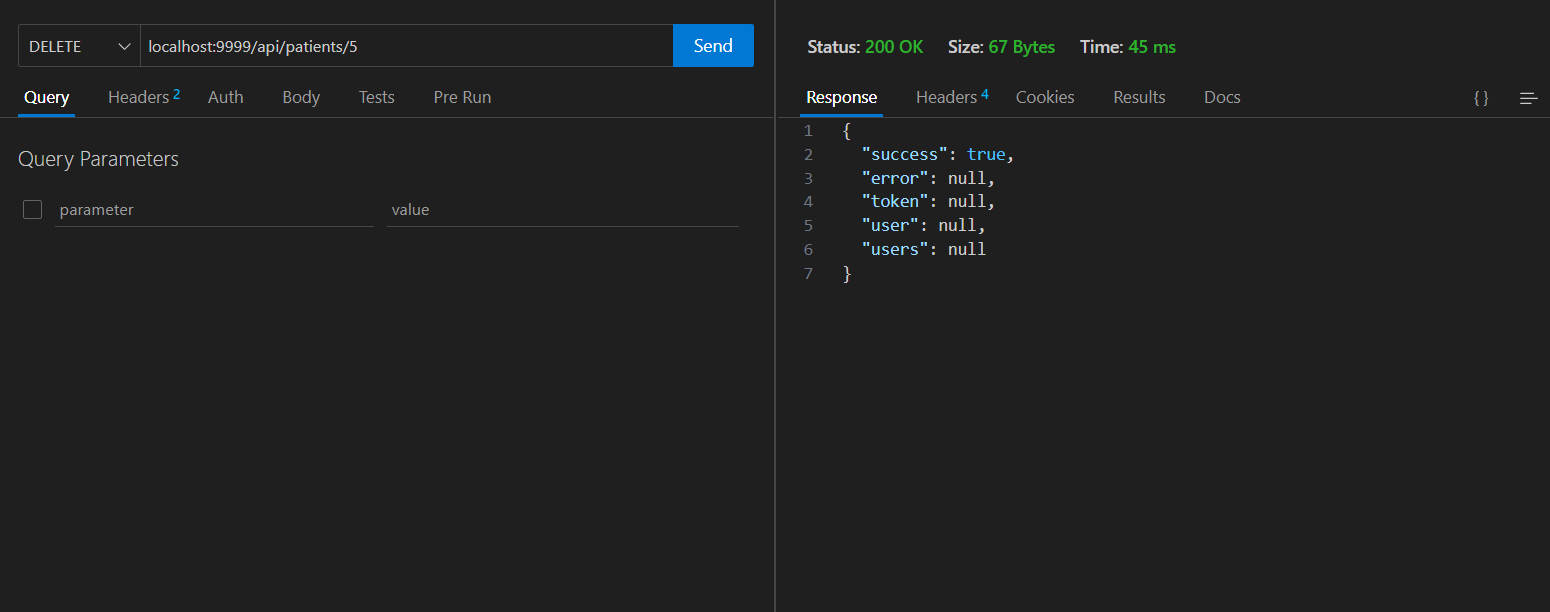 DELETE localhost:9999/api/patients/5 Send
Query Headers 2 Auth Body Tests Pre Run
Query Parameters
parameter value
Status: 200 OK Size: 67 Bytes Time: 45 ms
Response Headers 4 Cookies Results Docs { }
1 {
2   "success": true,
3   "error": null,
4   "token": null,
5   "user": null,
6   "users": null
7 }